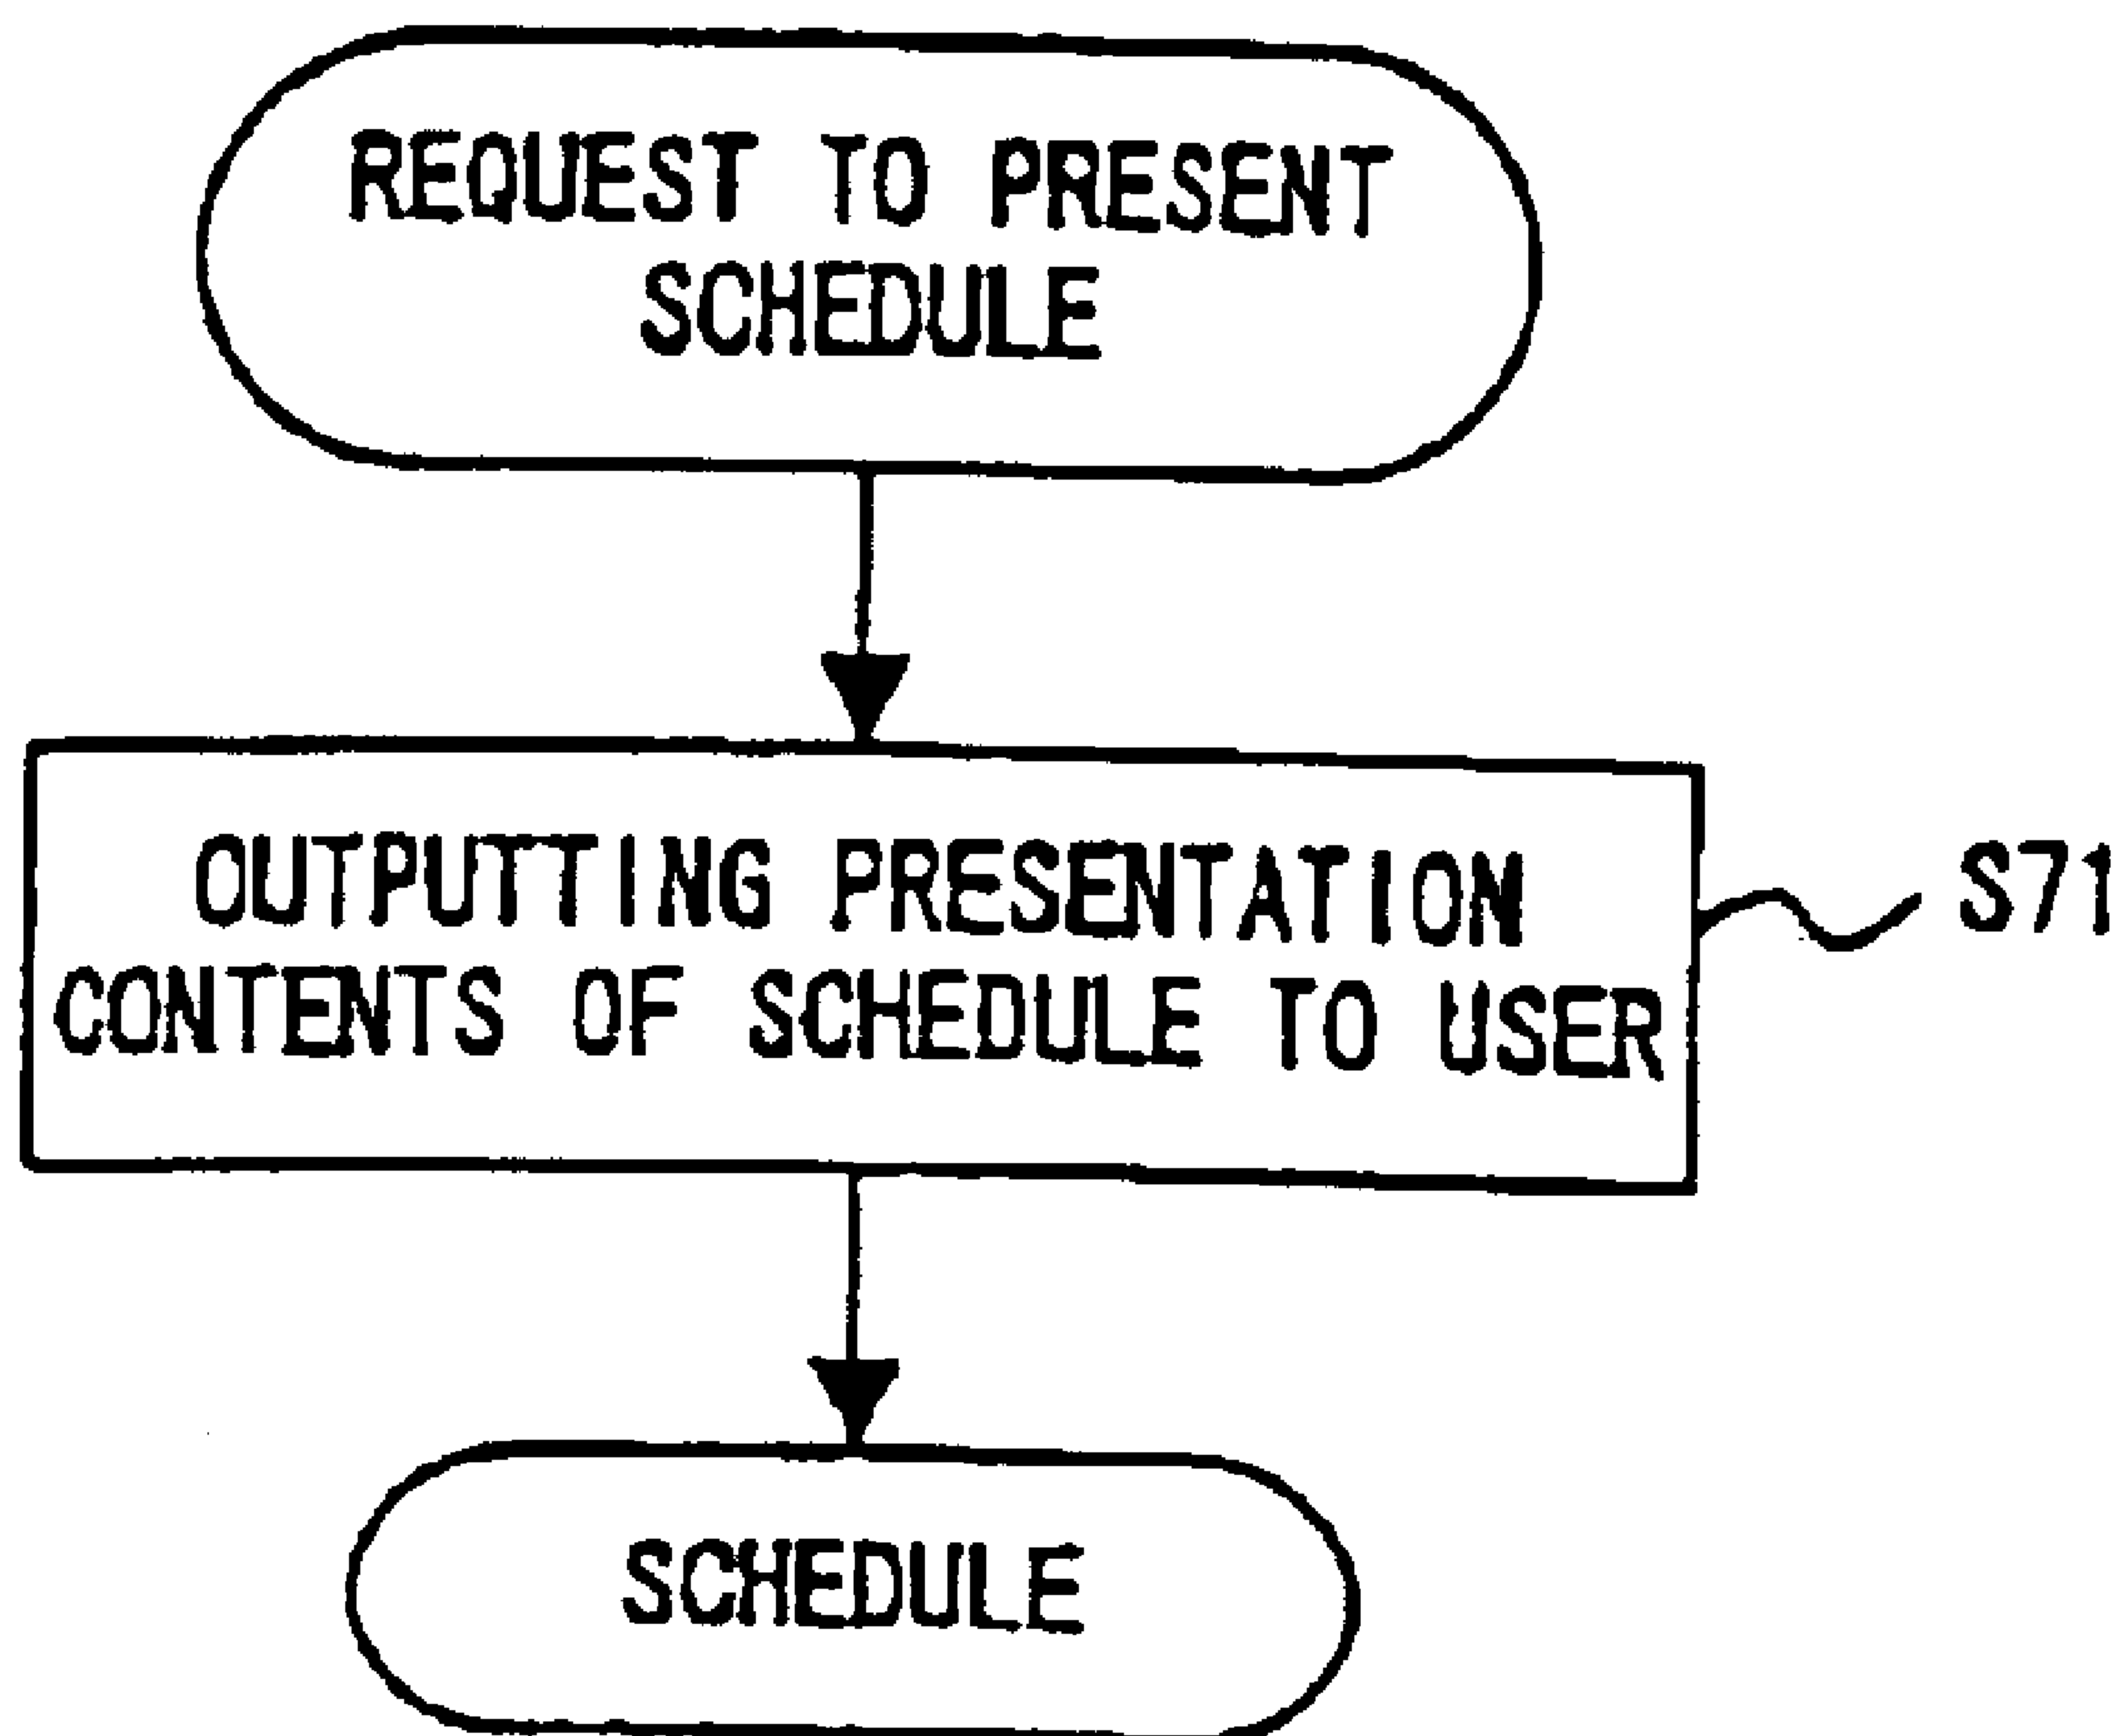 REQUEST TO PRESENT
SCHEDULE
OUTPUTTING PRESENTATION
CONTENTS OF SCHEDULE TO USER
S71
SCHEDULE